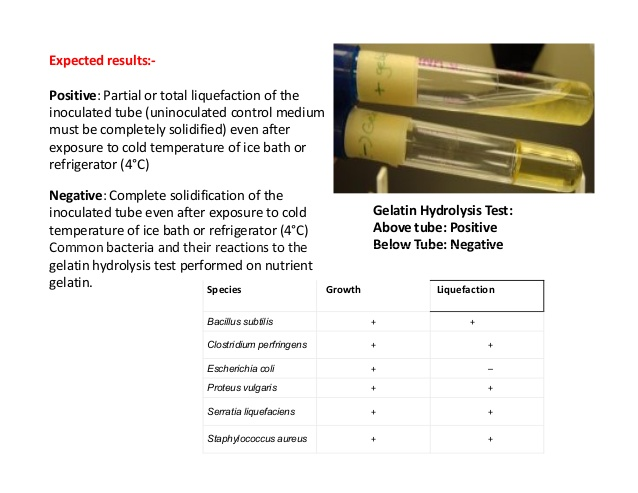 Expected results:-
Positive: Partial or total liquefaction of the
inoculated tube (uninoculated control medium
must be completely solidified) even after
exposure to cold temperature of ice bath or
refrigerator (4°C)
Negative: Complete solidification of the
inoculated tube even after exposure to cold
temperature of ice bath or refrigerator (4°C)
Common bacteria and their reactions to the
gelatin hydrolysis test performed on nutrient
gelatin.
Gelatin Hydrolysis Test:
Above tube: Positive
Below Tube: Negative
Species Growth Liquefaction
Bacillus subtilis + +
Clostridium perfringens + +
Escherichia coli + –
Proteus vulgaris + +
Serratia liquefaciens + +
Staphylococcus aureus + +